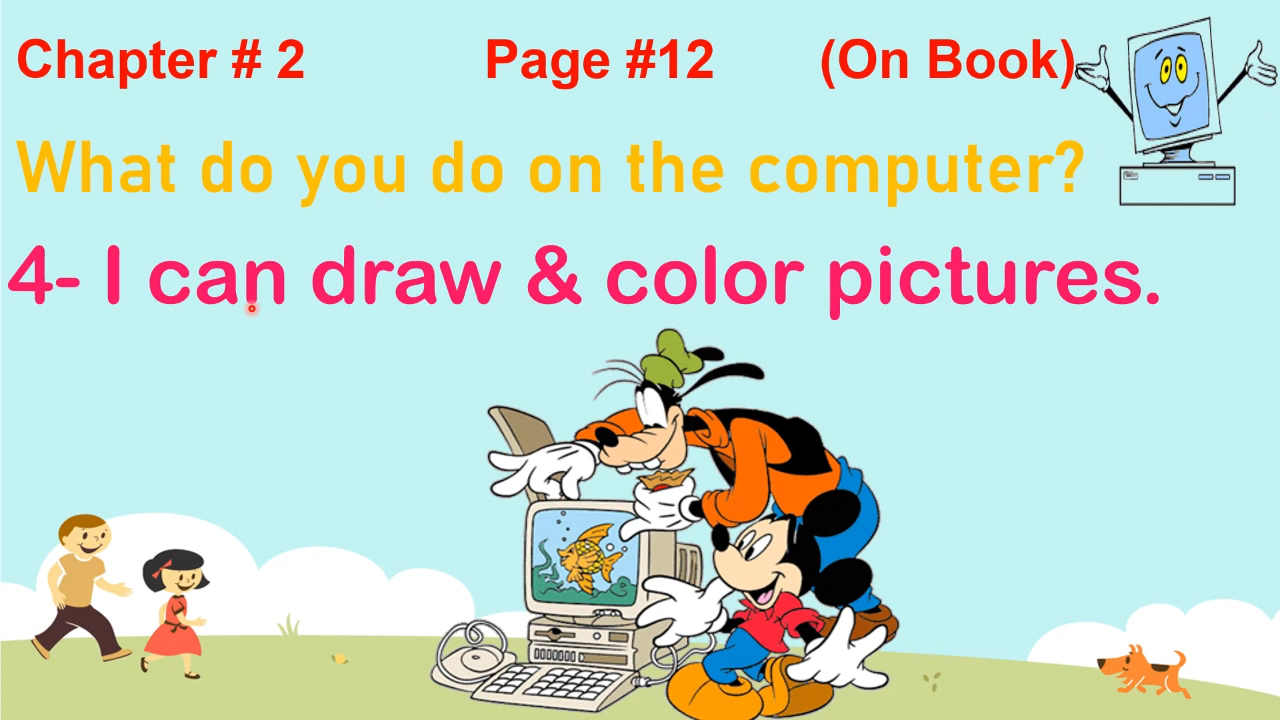 Chapter # 2 Page #12 (On Book)
What do you do on the computer?
4- I can draw & color pictures.